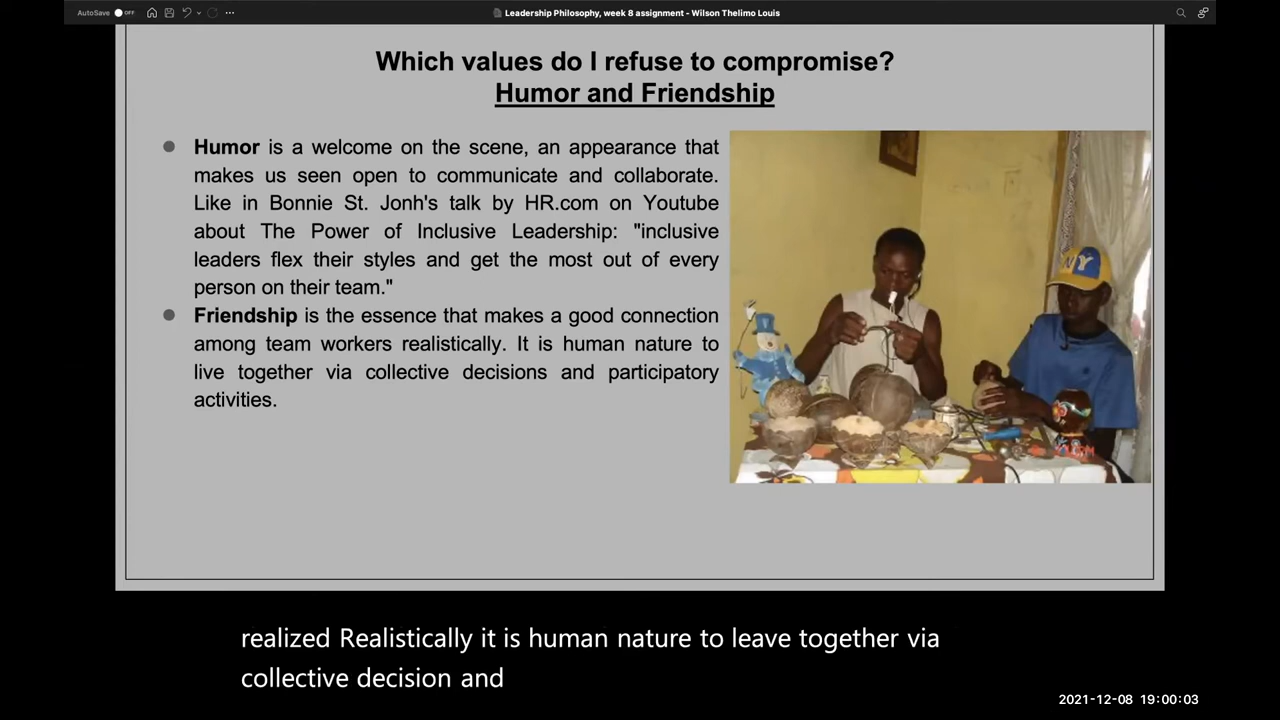 AutoSave OFF
Leadership Philosophy, week 8 assignment - Wilson Thelimo Louis
Which values do I refuse to compromise?
Humor and Friendship
Humor is a welcome on the scene, an appearance that
makes us seen open to communicate and collaborate.
Like in Bonnie St. Jonh's talk by HR.com on Youtube
about The Power of Inclusive Leadership: "inclusive
leaders flex their styles and get the most out of every
person on their team."
Friendship is the essence that makes a good connection
among team workers realistically. It is human nature to
live together via collective decisions and participatory
activities.
NY
realized Realistically it is human nature to leave together via
collective decision and
2021-12-08 19:00:03